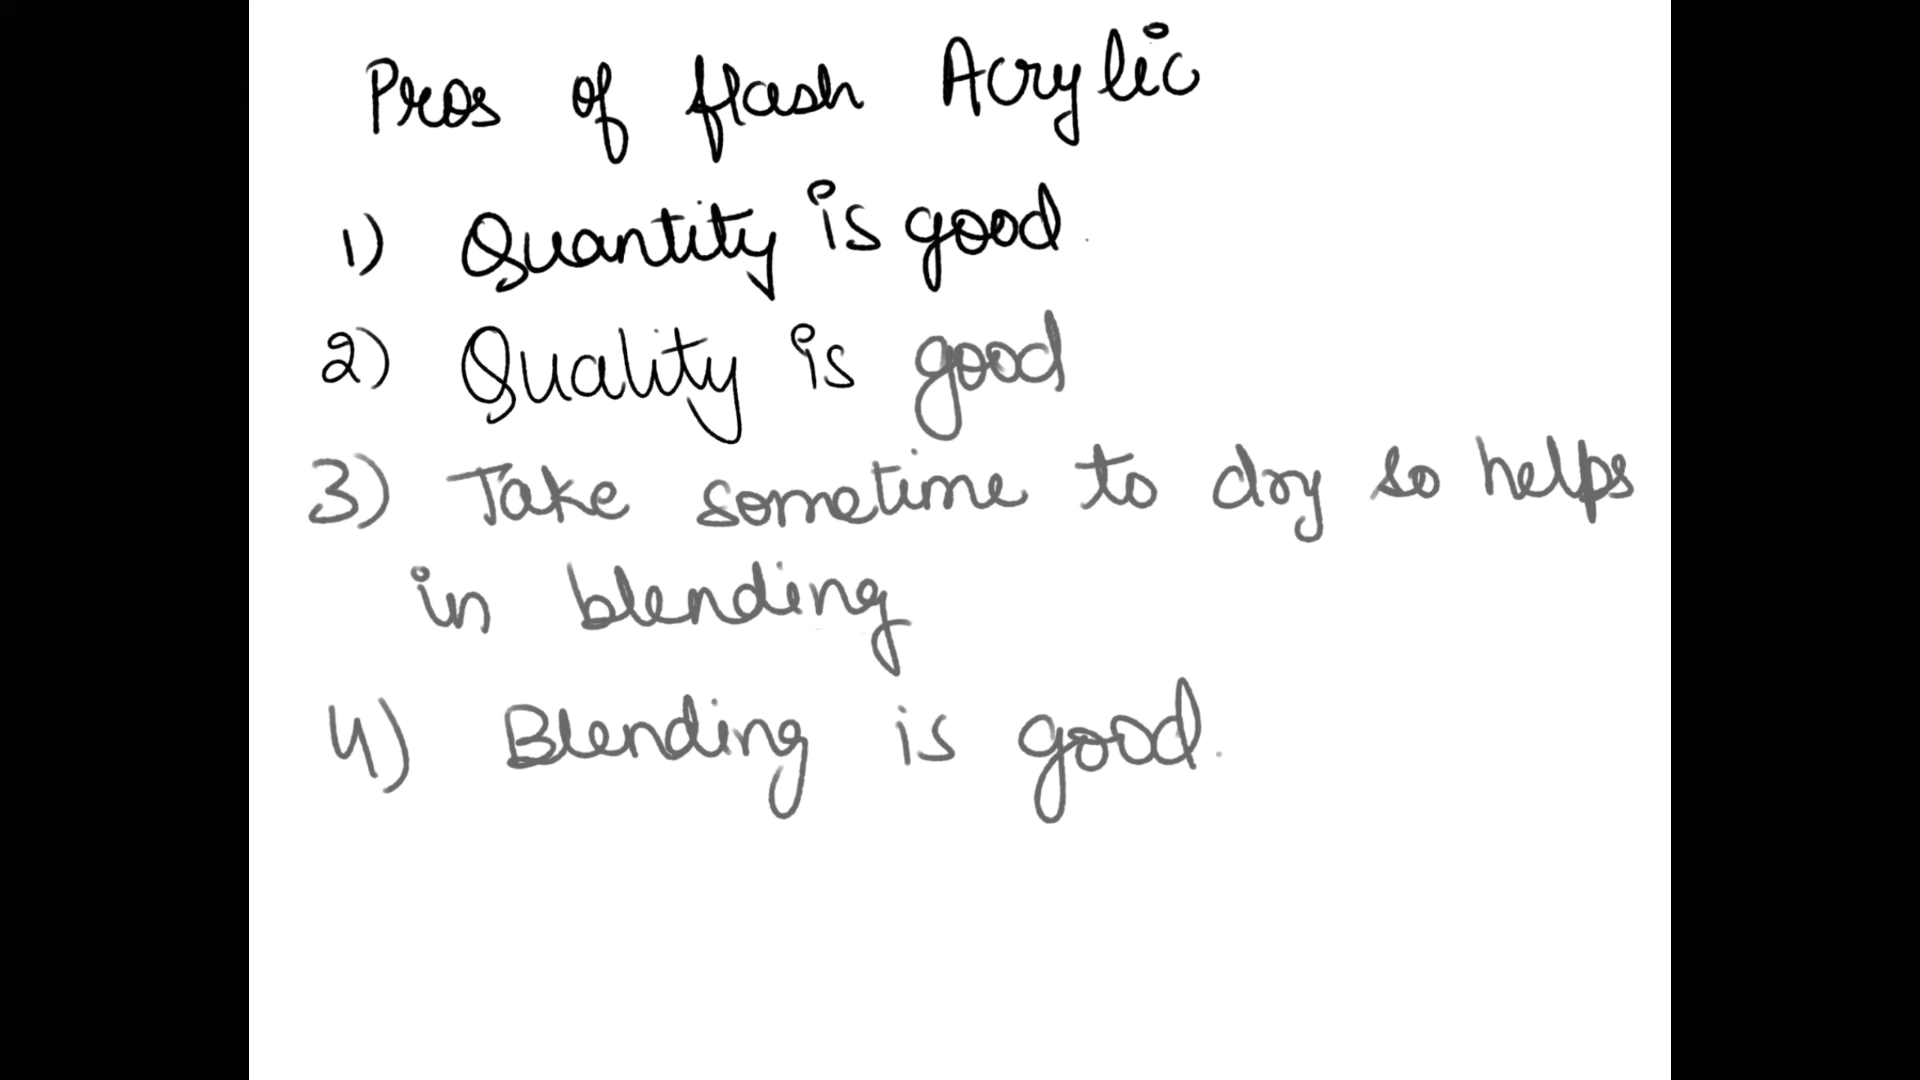 Pros of flash Acrylic
1) Quantity is good.
2) Quality is good
3) Take sometime to dry so helps
in blending
4) Blending is good.